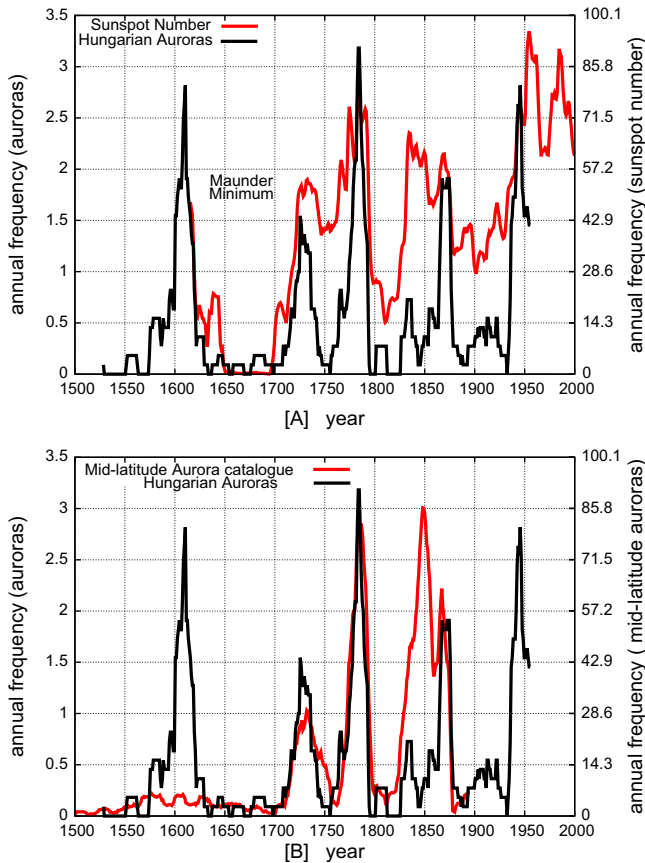 Sunspot Number
Hungarian Auroras
Maunder
Minimum
annual frequency (auroras)
0
0.5
1
1.5
2
2.5
3
3.5
annual frequency (sunspot number)
0
14.3
28.6
42.9
57.2
71.5
85.8
100.1
1500 1550 1600 1650 1700 1750 1800 1850 1900 1950 2000
[A] year
Mid-latitude Aurora catalogue
Hungarian Auroras
annual frequency (auroras)
0
0.5
1
1.5
2
2.5
3
3.5
annual frequency ( mid-latitude auroras)
0
14.3
28.6
42.9
57.2
71.5
85.8
100.1
1500 1550 1600 1650 1700 1750 1800 1850 1900 1950 2000
[B] year